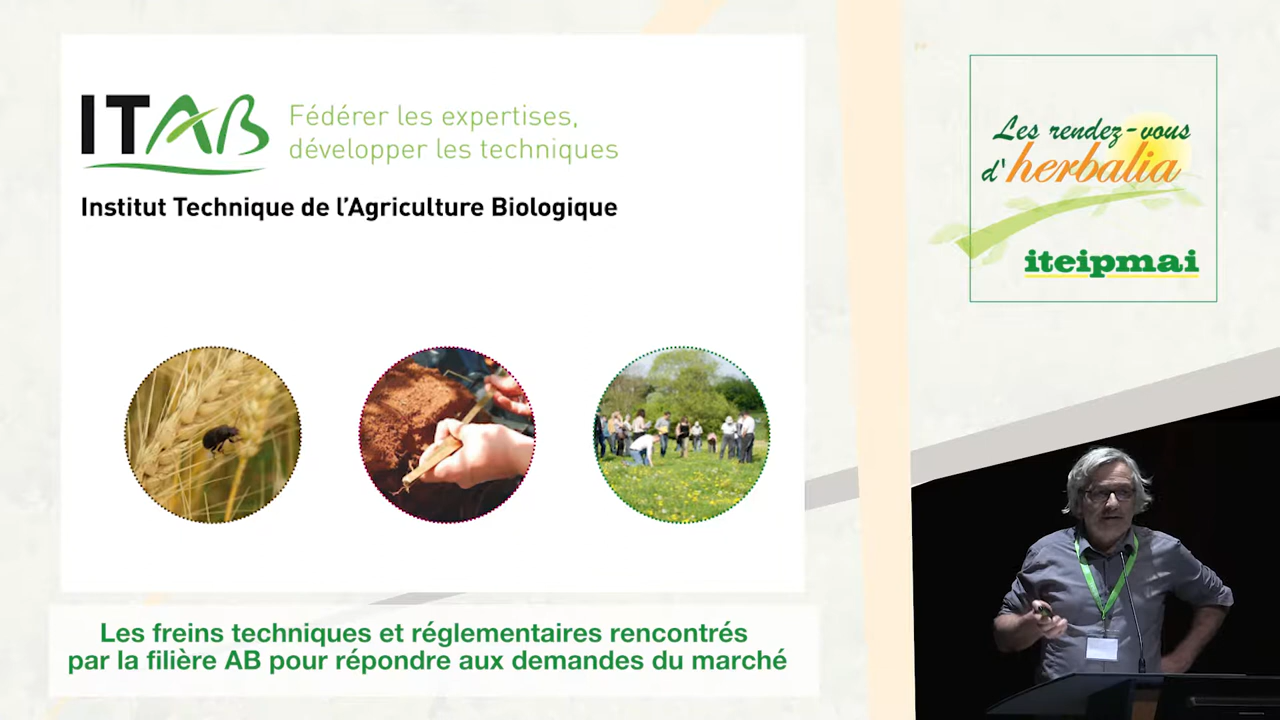 ITAB
Fédérer les expertises,
développer les techniques
Institut Technique de l'Agriculture Biologique
Les rendez-vous
d'herbalia
iteipmai
Les freins techniques et réglementaires rencontrés
par la filière AB pour répondre aux demandes du marché